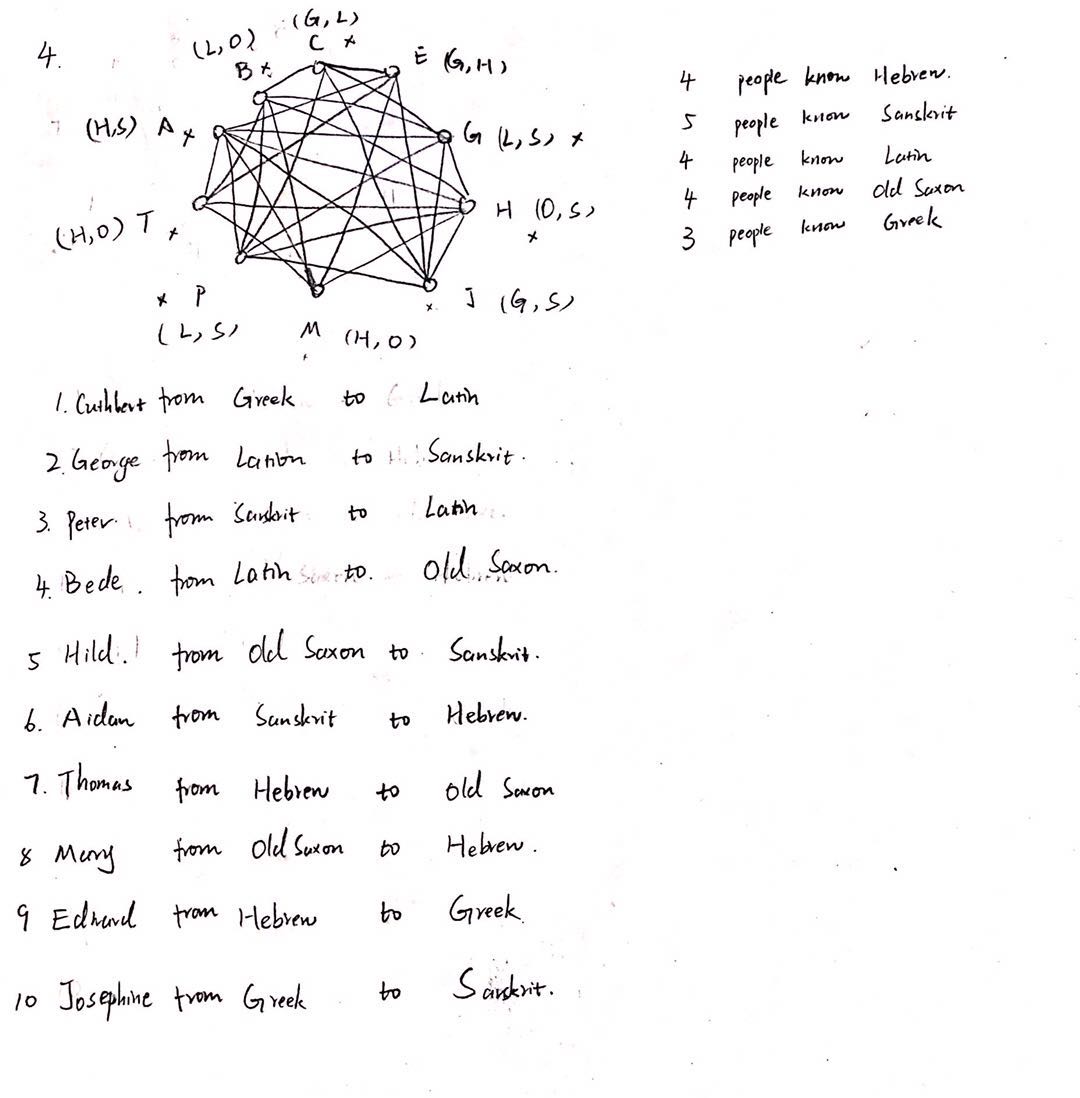 4.
(G, L)
(L, O) C x
B x E (G, H)
(H, S) A x G (L, S) x
(H, O) T x H (O, S)
x
x P x J (G, S)
(L, S) M (H, O)
4 people know Hebrew.
5 people know Sanskrit
4 people know Latin
4 people know Old Saxon
3 people know Greek
1. Cuthbert from Greek to Latin
2. George from Lation to Sanskrit.
3. Peter. from Sanskrit to Latin
4. Bede. from Latin to. Old Saxon.
5 Hild. from Old Saxon to Sanskrit.
6. Aidan from Sanskrit to Hebrew.
7. Thomas from Hebrew to Old Saxon
8 Mary from Old Saxon to Hebrew.
9 Edward from Hebrew to Greek
10 Josephine from Greek to Sanskrit.